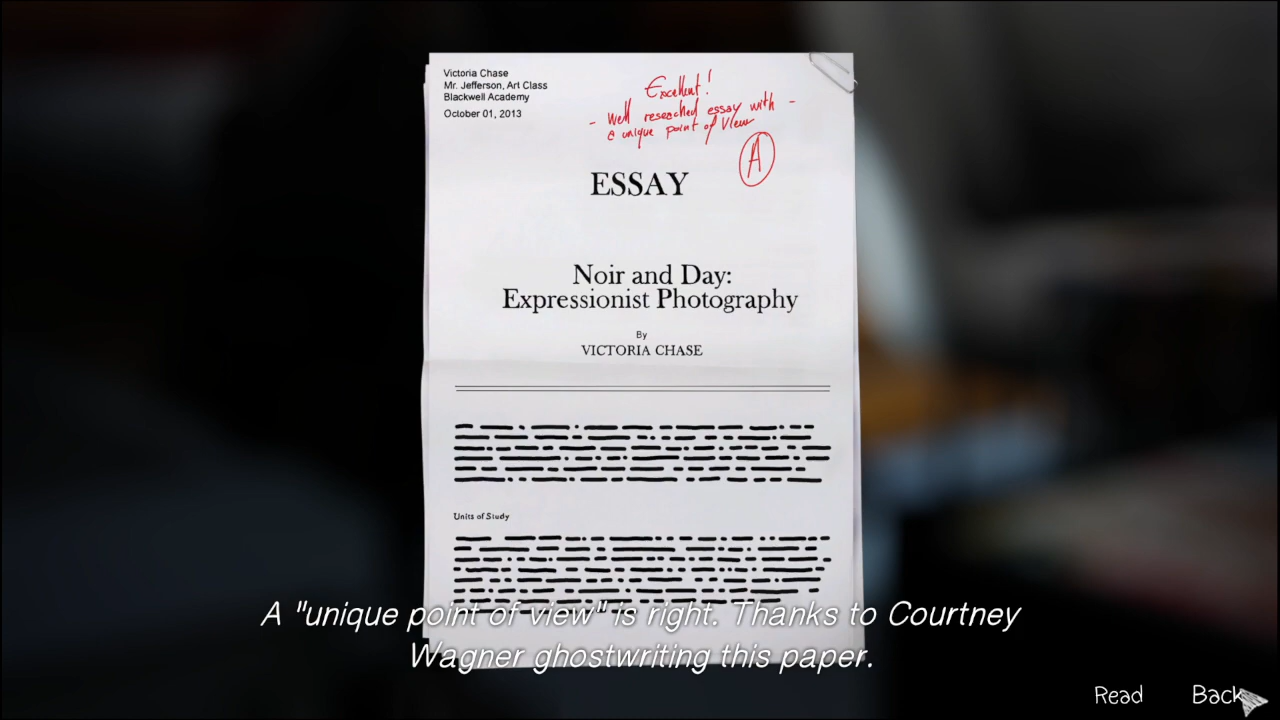 Victoria Chase
Mr. Jefferson, Art Class
Blackwell Academy
October 01, 2013
Excellent!
- Well reseached essay with -
a unique point of View
A
ESSAY
Noir and Day:
Expressionist Photography
By
VICTORIA CHASE
Units of Study
A "unique point of view" is right. Thanks to Courtney
Wagner ghostwriting this paper.
Read
Back